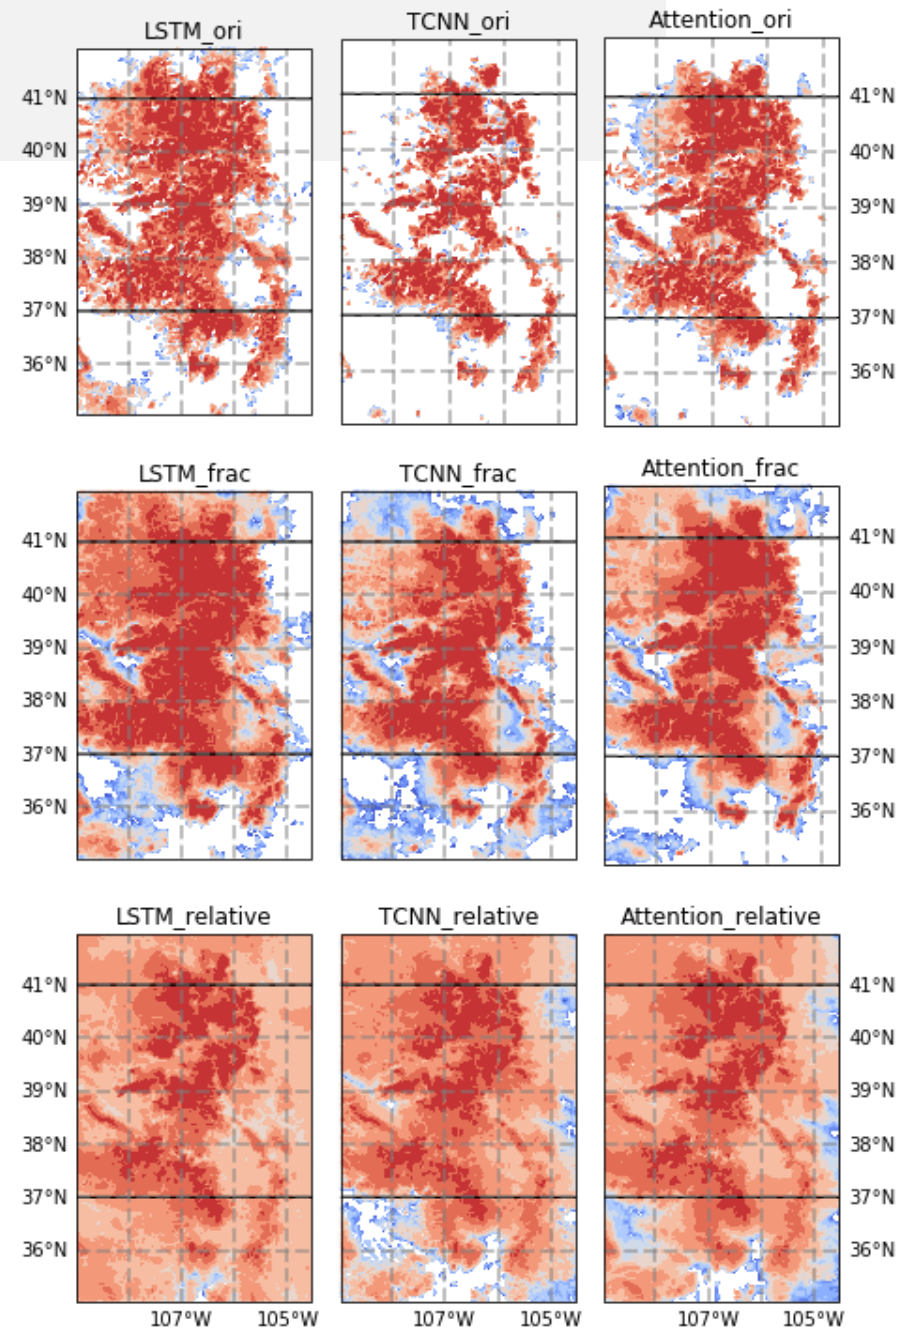 LSTM_ori TCNN_ori Attention_ori
41°N 41°N
40°N 40°N
39°N 39°N
38°N 38°N
37°N 37°N
36°N 36°N
LSTM_frac TCNN_frac Attention_frac
41°N 41°N
40°N 40°N
39°N 39°N
38°N 38°N
37°N 37°N
36°N 36°N
LSTM_relative TCNN_relative Attention_relative
41°N 41°N
40°N 40°N
39°N 39°N
38°N 38°N
37°N 37°N
36°N 36°N
107°W 105°W 107°W 105°W 107°W 105°W